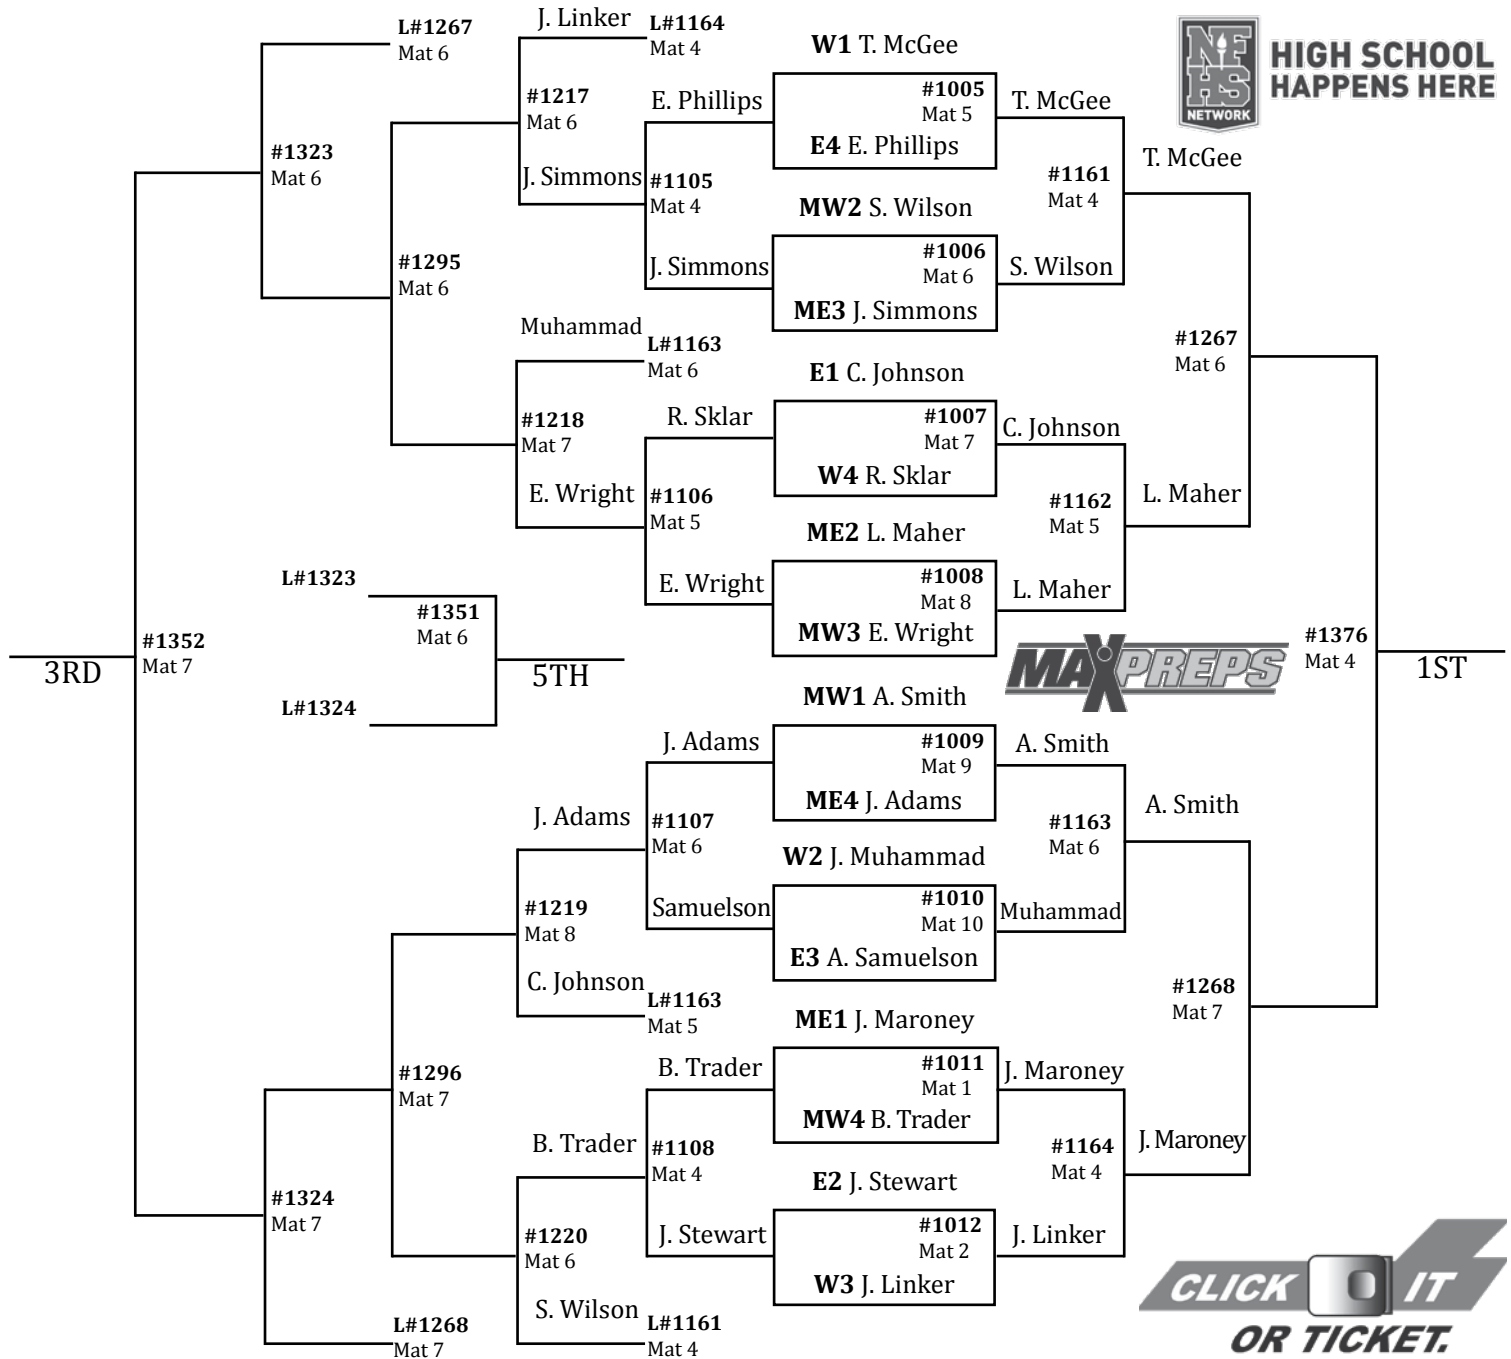 L#1267
Mat 6
J. Linker
L#1164
Mat 4
W1 T. McGee
NFHS
NETWORK
HIGH SCHOOL
HAPPENS HERE
#1217
Mat 6
E. Phillips
#1005
Mat 5
T. McGee
E4 E. Phillips
T. McGee
#1323
Mat 6
J. Simmons
#1105
Mat 4
#1161
Mat 4
MW2 S. Wilson
#1295
Mat 6
J. Simmons
#1006
Mat 6
S. Wilson
ME3 J. Simmons
Muhammad
L#1163
Mat 6
#1267
Mat 6
E1 C. Johnson
#1218
Mat 7
R. Sklar
#1007
Mat 7
C. Johnson
W4 R. Sklar
E. Wright
#1106
Mat 5
#1162
Mat 5
L. Maher
ME2 L. Maher
L#1323
E. Wright
#1008
Mat 8
L. Maher
#1351
Mat 6
MW3 E. Wright
3RD
#1352
Mat 7
5TH
MAXPREPS
#1376
Mat 4
1ST
L#1324
MW1 A. Smith
J. Adams
#1009
Mat 9
A. Smith
ME4 J. Adams
J. Adams
#1107
Mat 6
#1163
Mat 6
A. Smith
W2 J. Muhammad
#1219
Mat 8
Samuelson
#1010
Mat 10
Muhammad
E3 A. Samuelson
C. Johnson
L#1163
Mat 5
#1268
Mat 7
ME1 J. Maroney
#1296
Mat 7
B. Trader
#1011
Mat 1
J. Maroney
MW4 B. Trader
B. Trader
#1108
Mat 4
#1164
Mat 4
J. Maroney
E2 J. Stewart
#1324
Mat 7
#1220
Mat 6
J. Stewart
#1012
Mat 2
J. Linker
W3 J. Linker
S. Wilson
L#1268
Mat 7
L#1161
Mat 4
CLICK IT
OR TICKET.